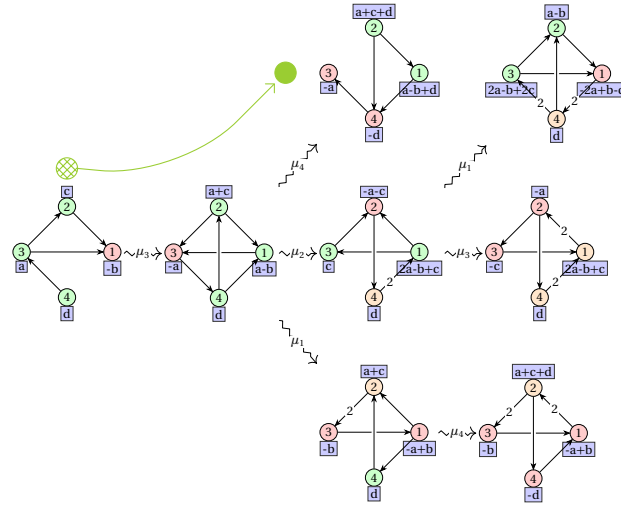 a+c+d
2
3
1
-a
a-b+d
4
-d
a-b
2
3
1
2a-b+2c
-2a+b-c
2
2
4
d
μ4
μ1
c
2
3
1
a
-b
4
d
μ3
a+c
2
3
1
-a
a-b
4
d
μ2
-a-c
2
3
1
c
2a-b+c
2
4
d
μ3
-a
2
2
3
1
-c
2a-b+c
2
4
d
μ1
a+c
2
2
3
1
-b
-a+b
4
d
μ4
a+c+d
2
2
2
3
1
-b
-a+b
4
-d